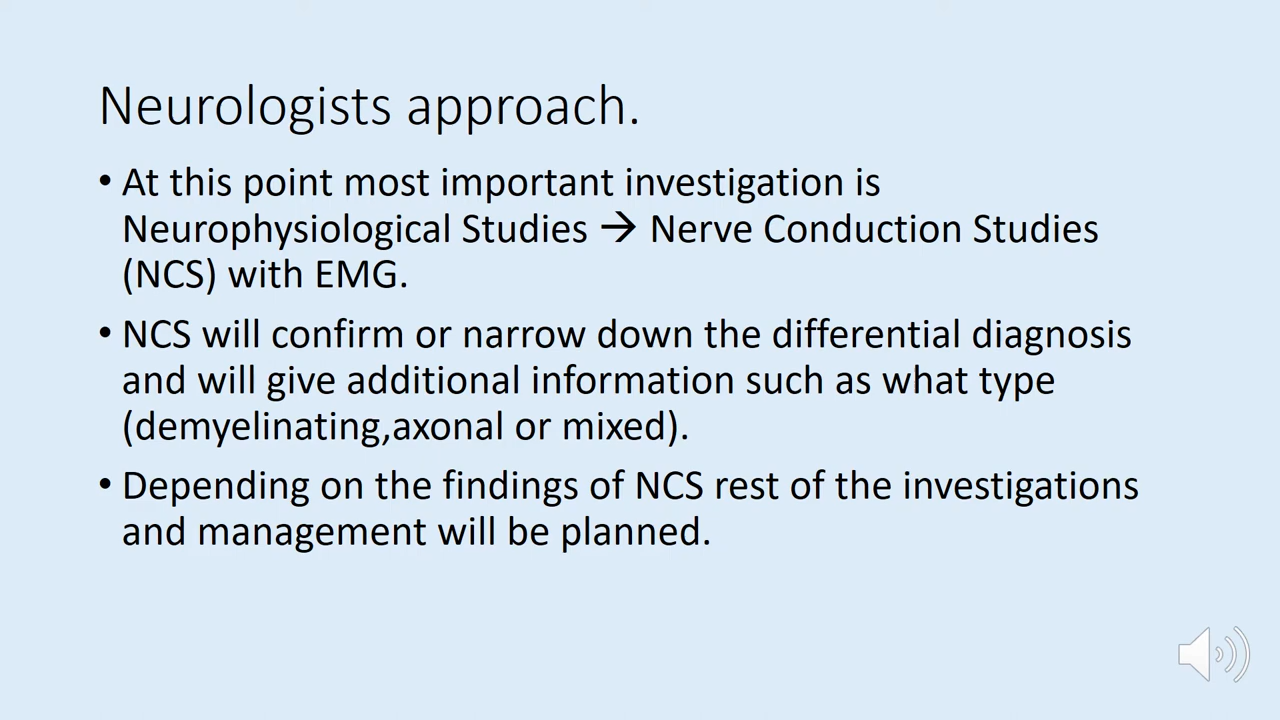 Neurologists approach.
• At this point most important investigation is
Neurophysiological Studies → Nerve Conduction Studies
(NCS) with EMG.
• NCS will confirm or narrow down the differential diagnosis
and will give additional information such as what type
(demyelinating,axonal or mixed).
• Depending on the findings of NCS rest of the investigations
and management will be planned.